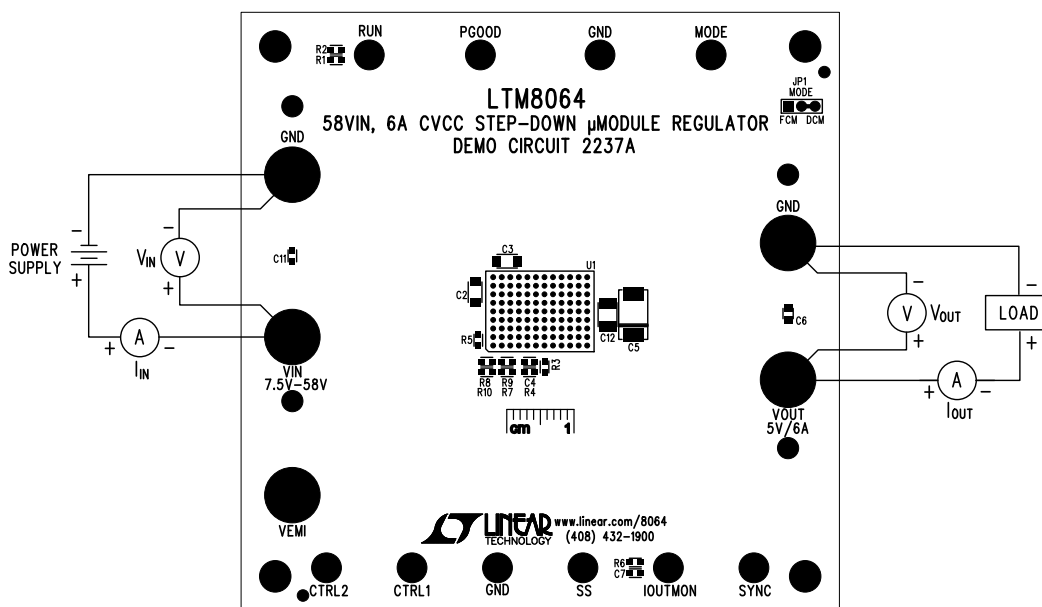 RUN
PGOOD
GND
MODE
R2
R1
LTM8064
58VIN, 6A CVCC STEP-DOWN µMODULE REGULATOR
DEMO CIRCUIT 2237A
JP1
MODE
FCM DCM
GND
-
POWER
SUPPLY
+
-
VIN
V
+
+
A
-
IIN
C11
VIN
7.5V-58V
C3
U1
C2
R5
C12
C5
R8
R10
R9
R7
C4
R4
R3
cm 1
GND
C6
-
V
VOUT
+
-
LOAD
+
+
A
-
IOUT
VOUT
5V/6A
VEMI
LINEAR
TECHNOLOGY
www.linear.com/8064
(408) 432-1900
R6
C7
CTRL2
CTRL1
GND
SS
IOUTMON
SYNC